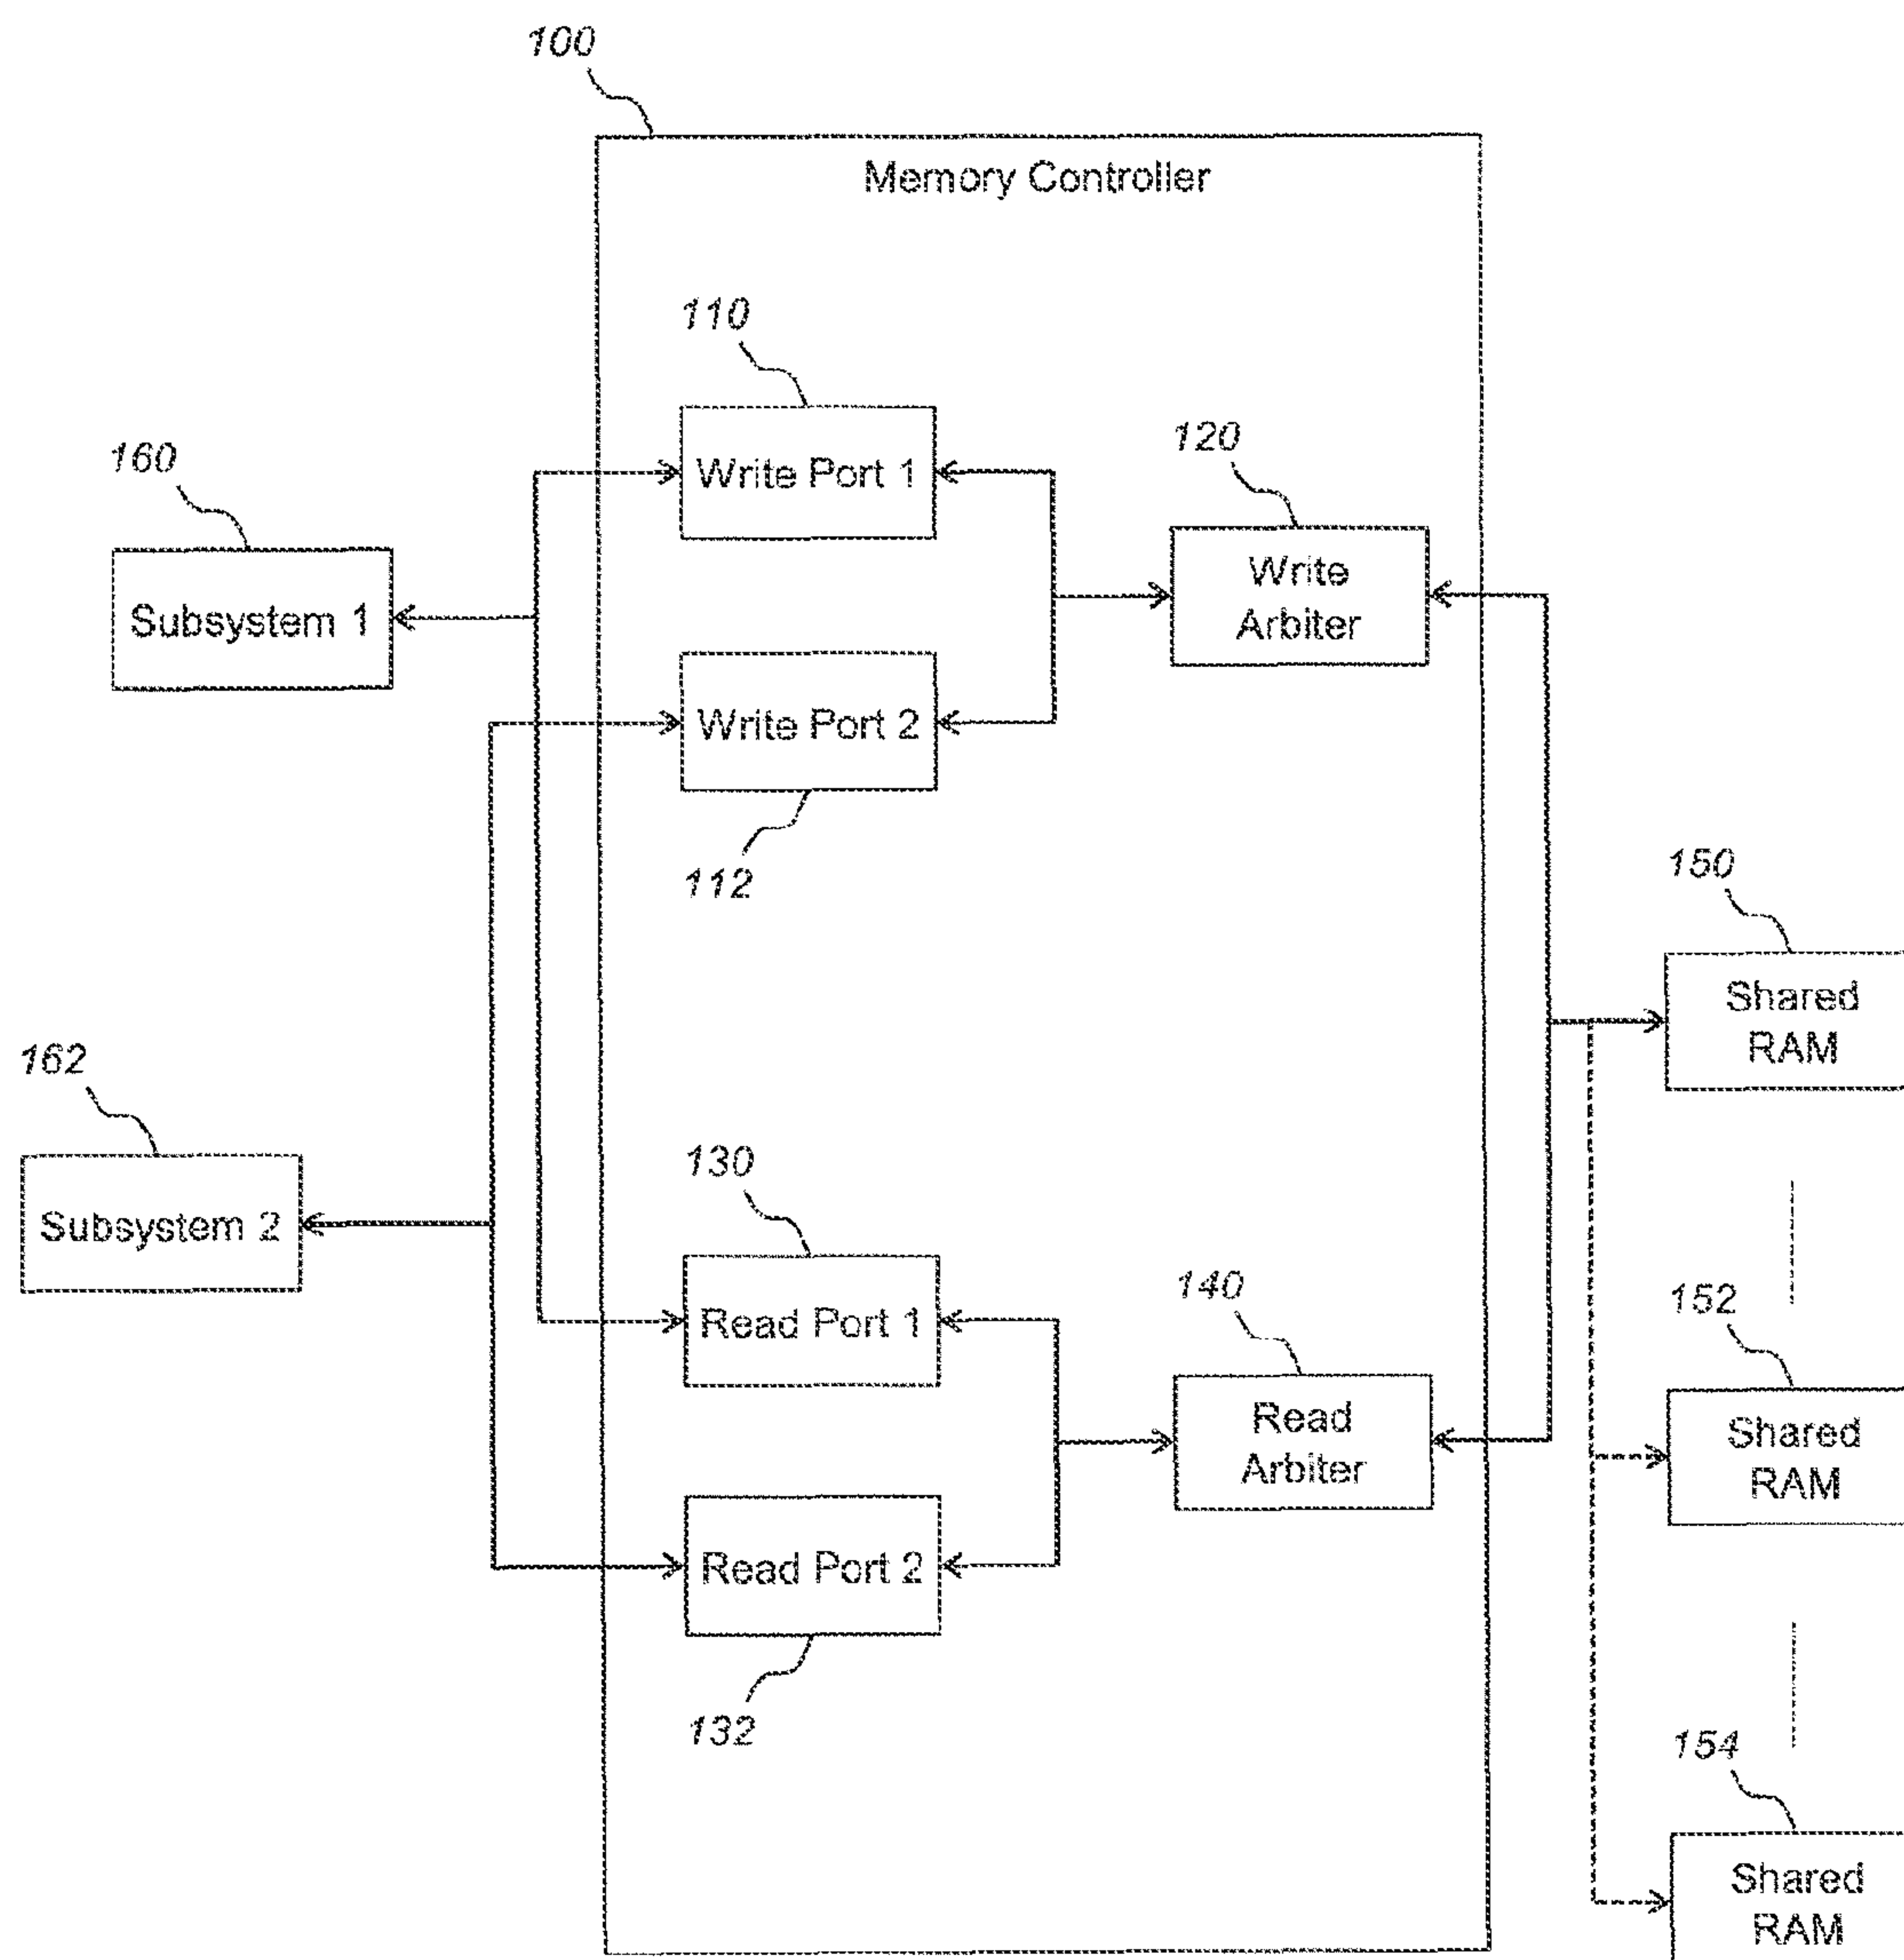 100
Memory Controller
110
Write Port 1
120
160
Write
Arbiter
Subsystem 1
Write Port 2
112
150
Shared
RAM
162
130
Subsystem 2
140
152
Read Port 1
Read
Arbiter
Shared
RAM
Read Port 2
132
154
Shared
RAM